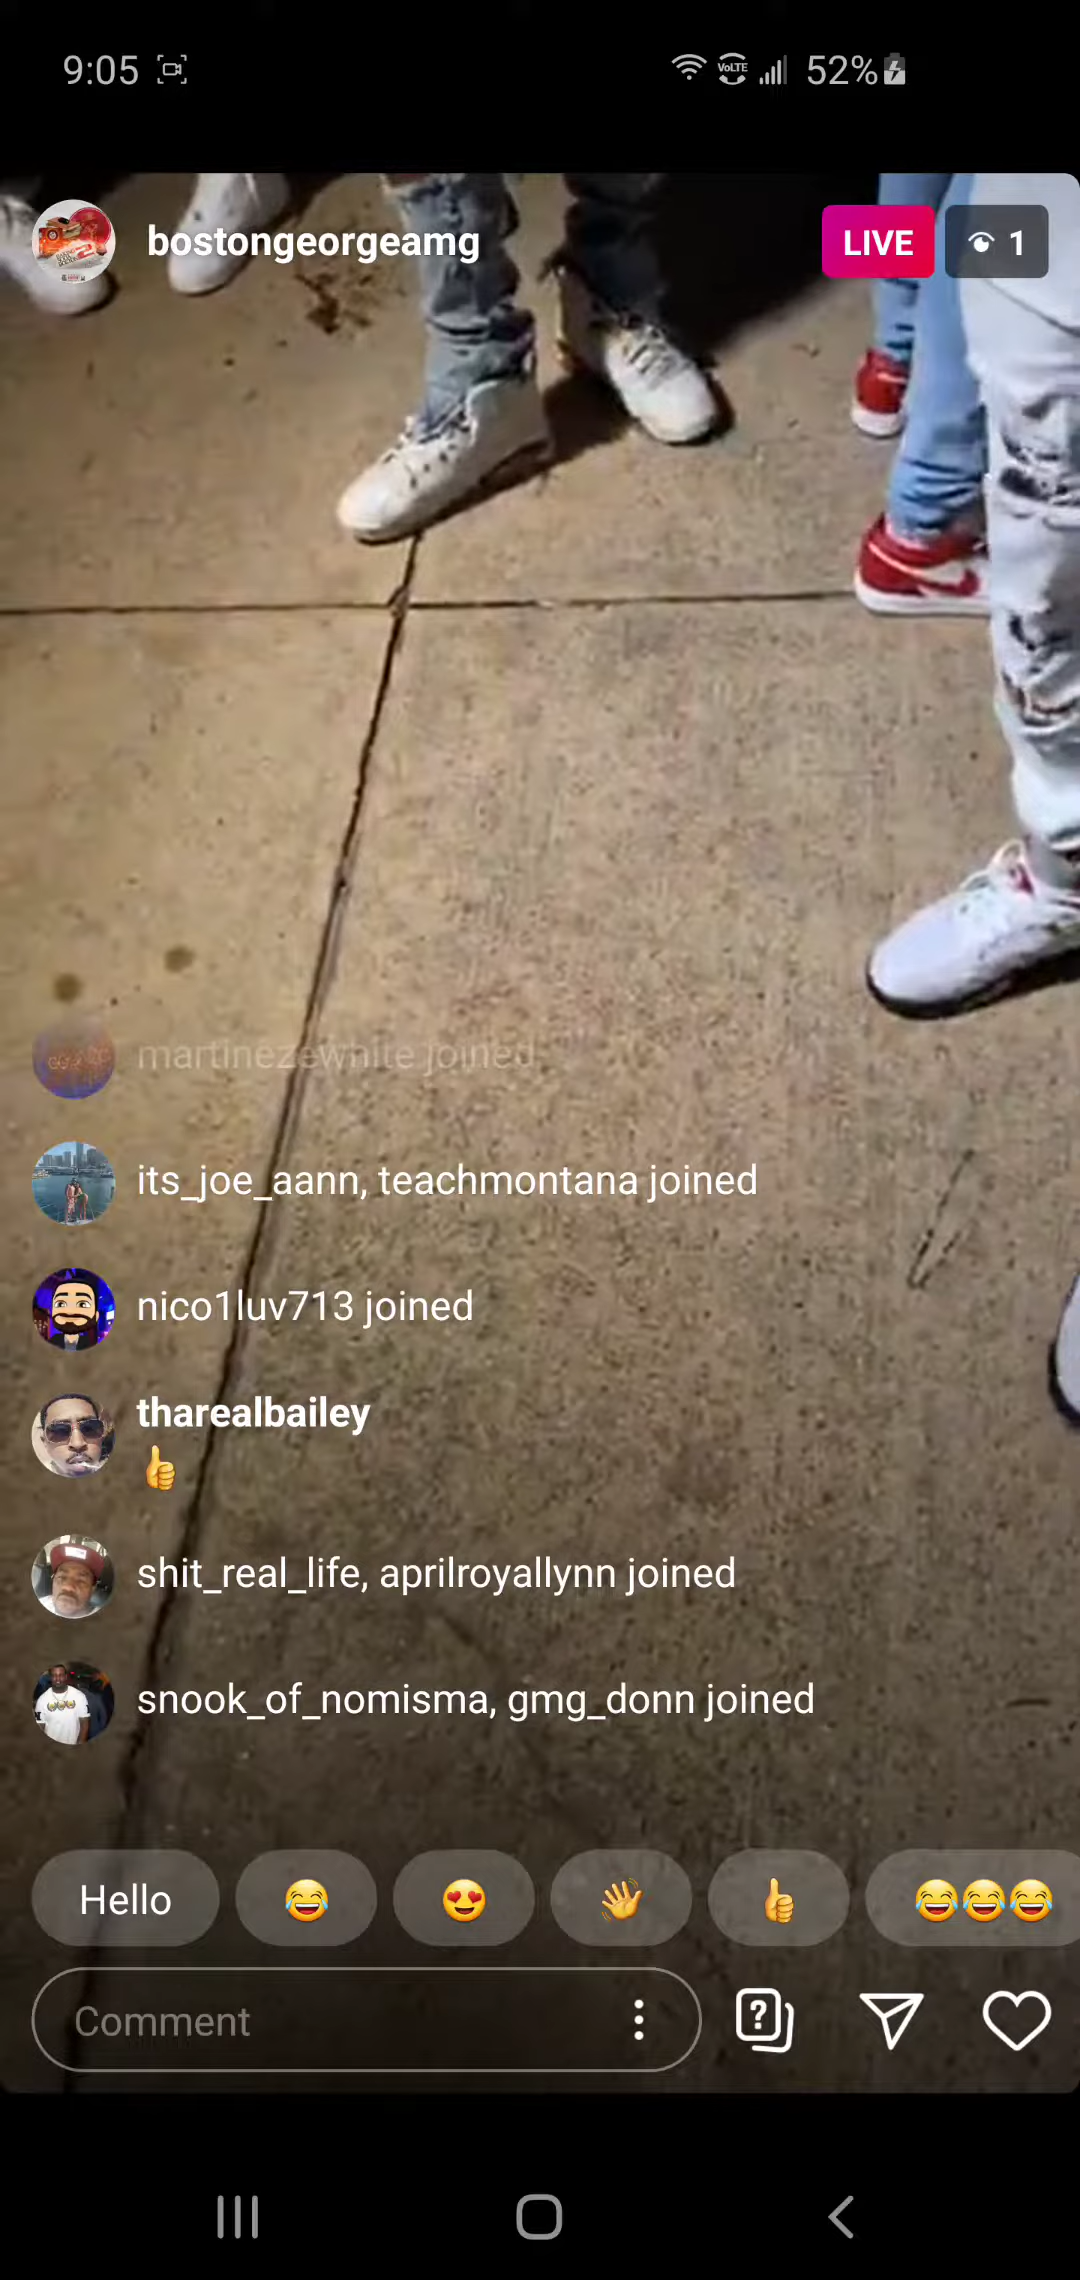 9:05
VoLTE
52%
bostongeorgeamg
LIVE
1
martinezewhite joined
its_joe_aann, teachmontana joined
nico1luv713 joined
tharealbailey
👍
shit_real_life, aprilroyallynn joined
snook_of_nomisma, gmg_donn joined
Hello 😂 😍 👋 👍 😂😂😂
Comment